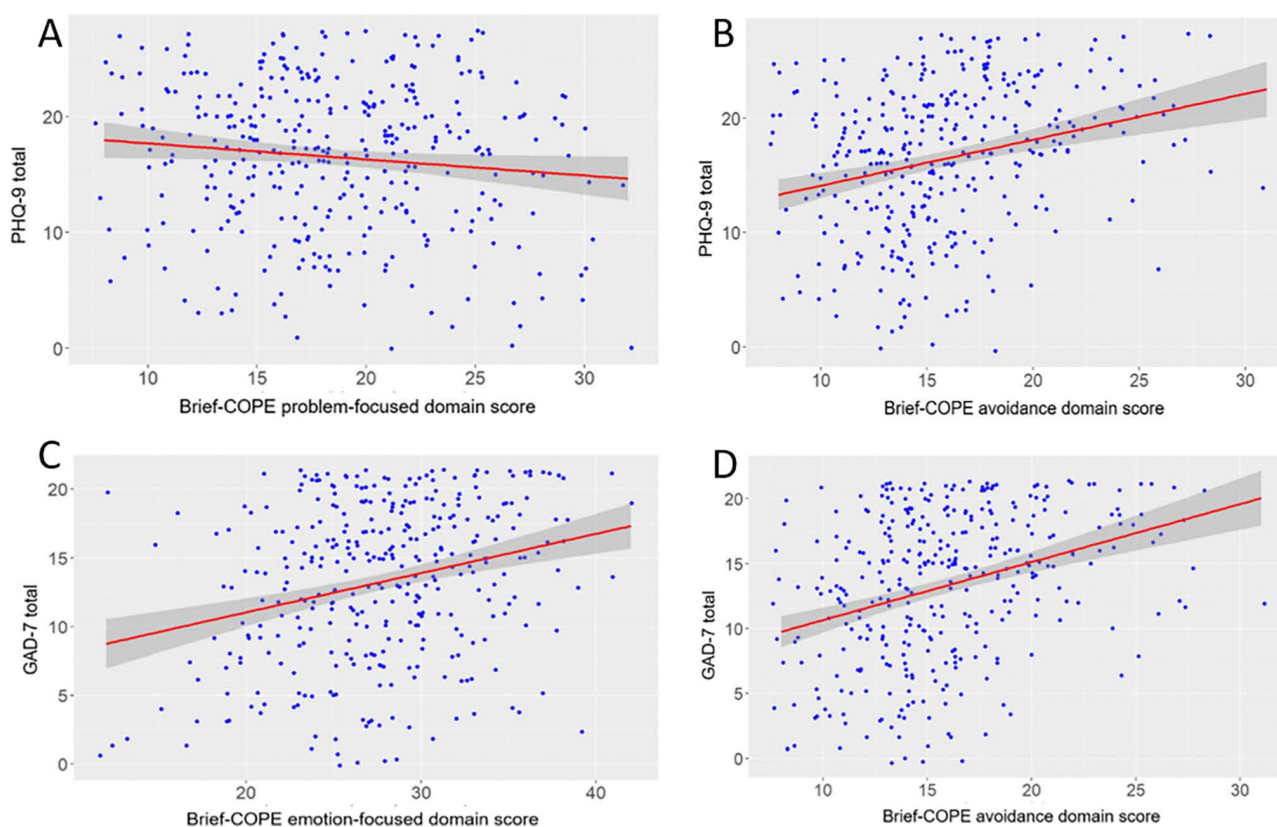 A
PHQ-9 total
20
10
0
10
15
20
25
30
Brief-COPE problem-focused domain score
B
PHQ-9 total
20
10
0
10
15
20
25
30
Brief-COPE avoidance domain score
C
GAD-7 total
20
15
10
5
0
20
30
40
Brief-COPE emotion-focused domain score
D
GAD-7 total
20
15
10
5
0
10
15
20
25
30
Brief-COPE avoidance domain score